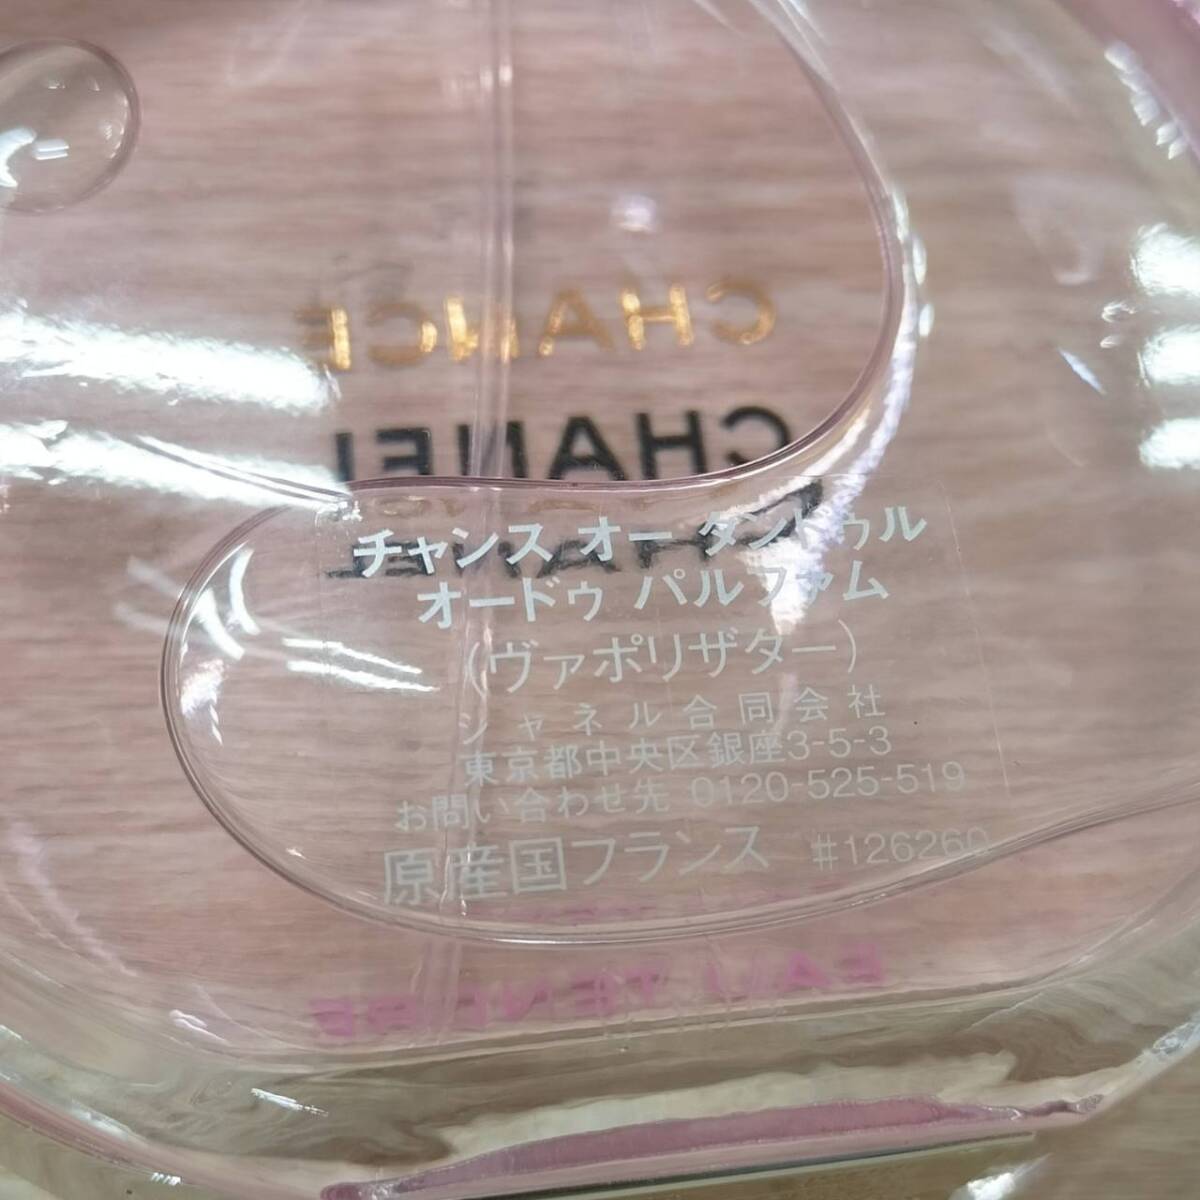 CHANCE
CHANEL
チャンス オー タンドゥル
オードゥ パルファム
(ヴァポリザター)
シャネル合同会社
東京都中央区銀座3-5-3
お問い合わせ先 0120-525-519
原産国フランス #126260
EAU TENDRE